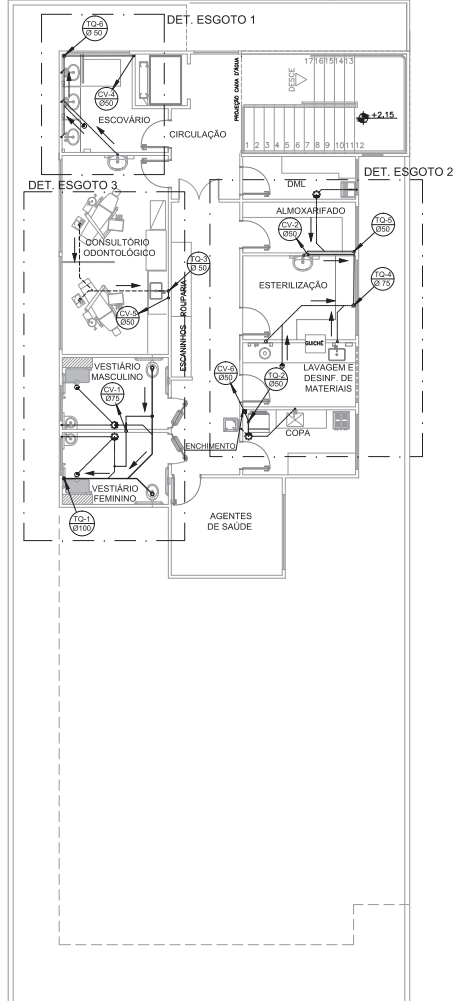 DET. ESGOTO 1
TQ-6
Ø 50
CV-4
Ø50
ESCOVÁRIO
CIRCULAÇÃO
PROJEÇÃO CAIXA D'ÁGUA
DESCE
17 16 15 14 13
1 2 3 4 5 6 7 8 9 10 11 12
+2.15
DET. ESGOTO 2
DML
DET. ESGOTO 3
ALMOXARIFADO
CV-2
Ø50
TQ-5
Ø50
CONSULTÓRIO
ODONTOLÓGICO
TQ-3
Ø 50
TQ-4
Ø 75
ESTERILIZAÇÃO
CV-5
Ø50
ESCANINHOS - ROUPARIA
GUICHÊ
VESTIÁRIO
MASCULINO
CV-1
Ø75
CV-6
Ø50
TQ-2
Ø50
LAVAGEM E
DESINF. DE
MATERIAIS
COPA
ENCHIMENTO
VESTIÁRIO
FEMININO
TQ-1
Ø100
AGENTES
DE SAÚDE